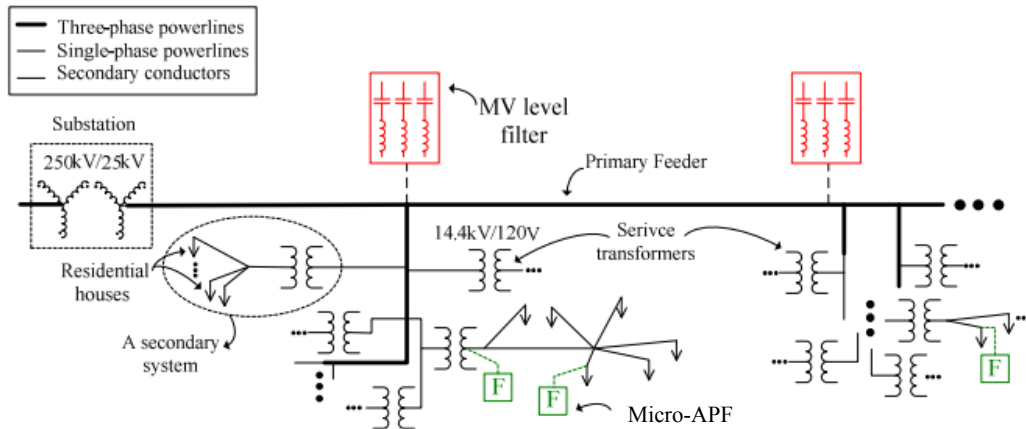 Three-phase powerlines
Single-phase powerlines
Secondary conductors
Substation
250kV/25kV
MV level
filter
Primary Feeder
14.4kV/120V
Serivce
transformers
Residential
houses
A secondary
system
F
F
F
Micro-APF